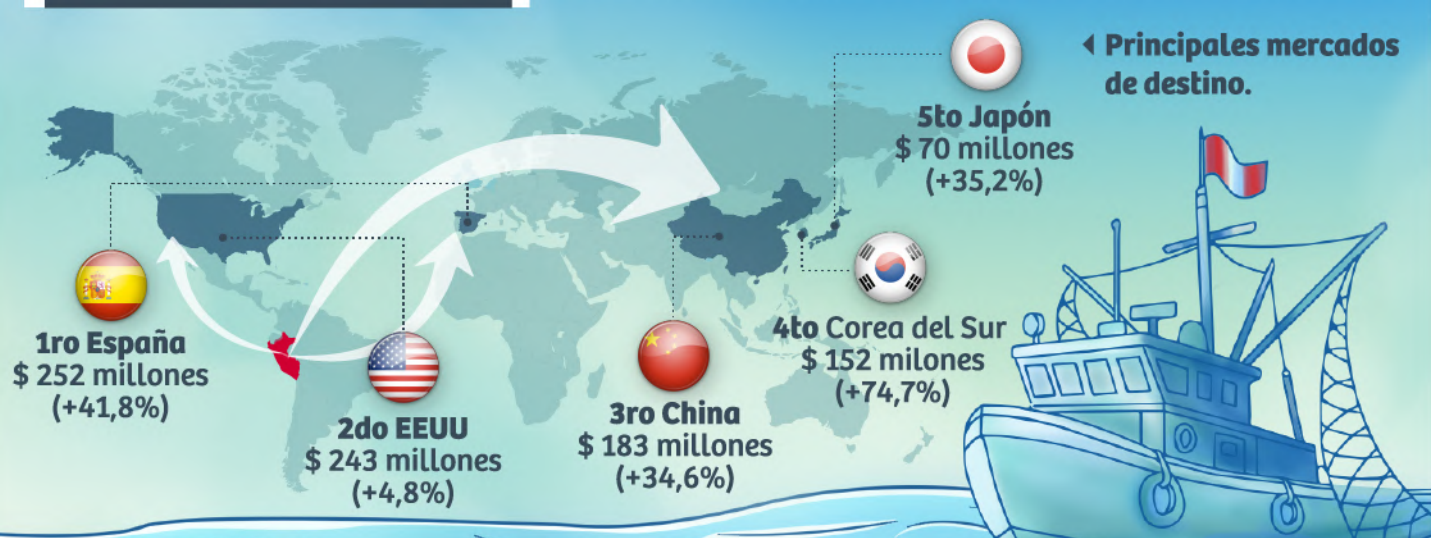 ◀ Principales mercados
de destino.
1ro España
$ 252 millones
(+41,8%)
2do EEUU
$ 243 millones
(+4,8%)
3ro China
$ 183 millones
(+34,6%)
4to Corea del Sur
$ 152 milones
(+74,7%)
5to Japón
$ 70 millones
(+35,2%)